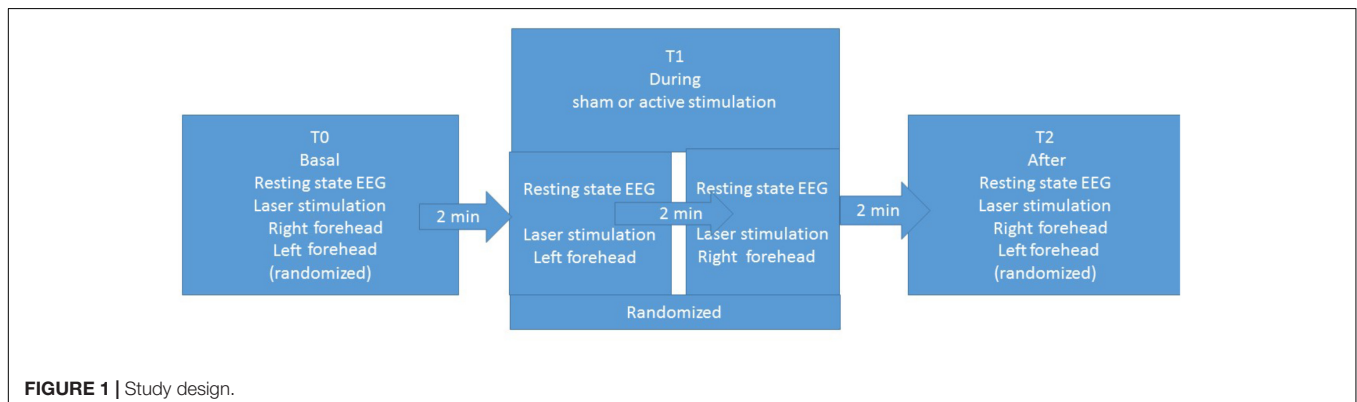 T1
During
sham or active stimulation
T0
Basal
Resting state EEG
Laser stimulation
Right forehead
Left forehead
(randomized)
2 min
Resting state EEG
Laser stimulation
Left forehead
2 min
Resting state EEG
Laser stimulation
Right forehead
Randomized
2 min
T2
After
Resting state EEG
Laser stimulation
Right forehead
Left forehead
(randomized)
FIGURE 1 | Study design.